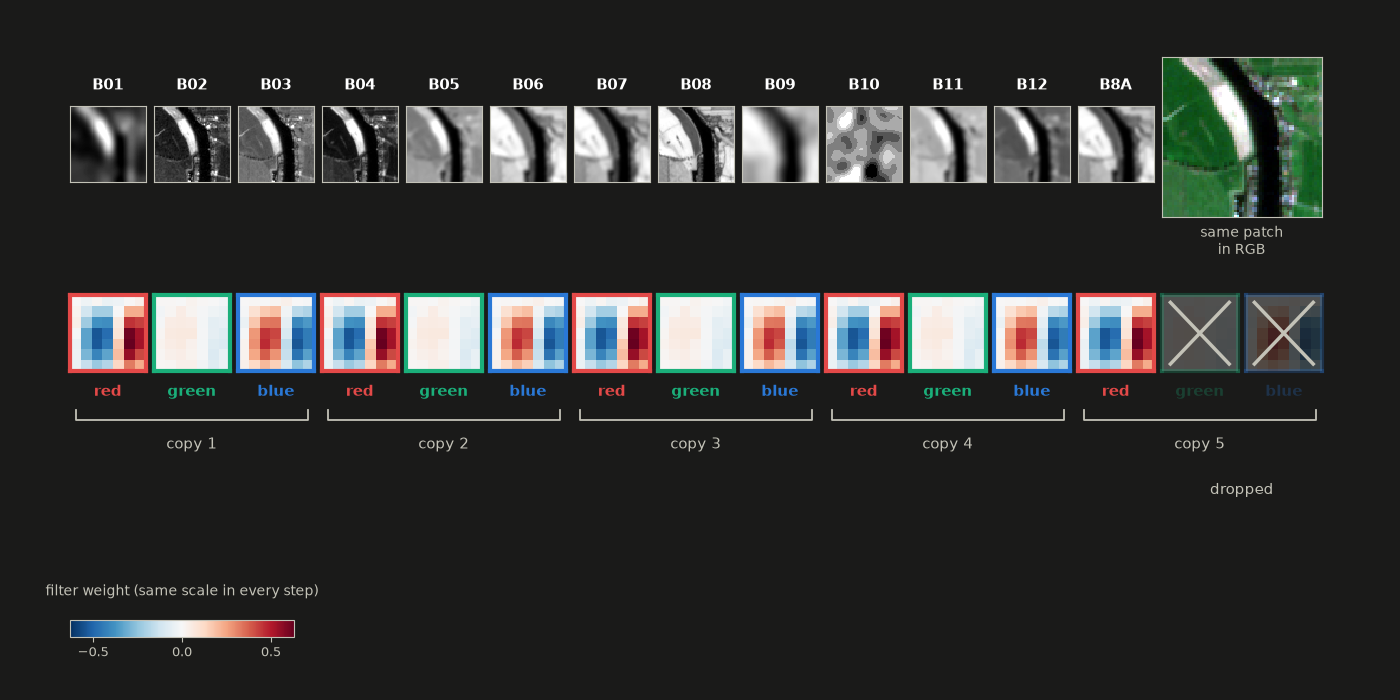 B01 B02 B03 B04 B05 B06 B07 B08 B09 B10 B11 B12 B8A
same patch
in RGB
red green blue red green blue red green blue red green blue red green blue
copy 1 copy 2 copy 3 copy 4 copy 5
dropped
filter weight (same scale in every step)
−0.5 0.0 0.5